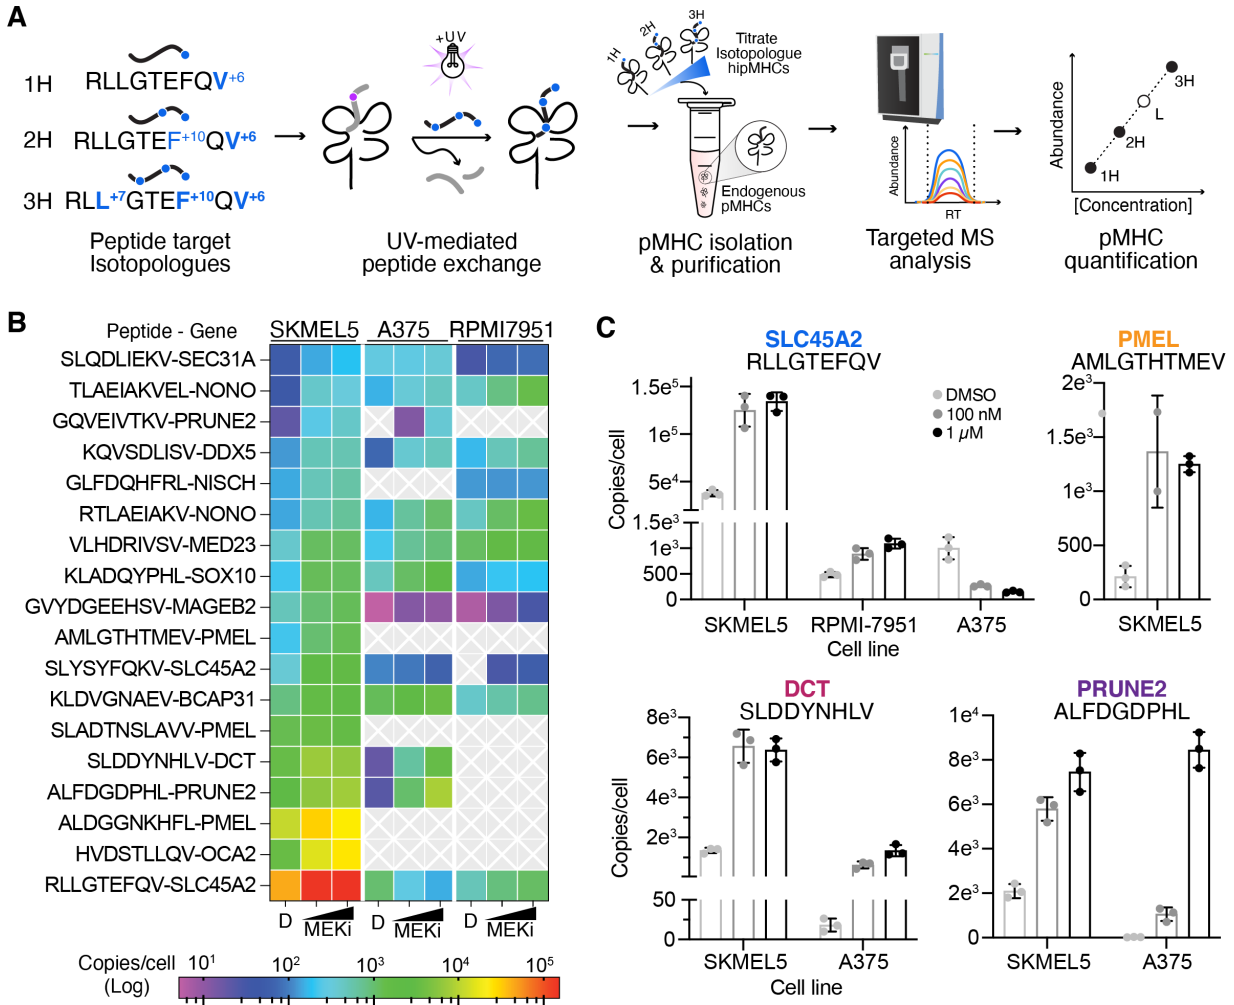 A
1H RLLGTEFQV+6
2H RLLGTEF+10QV+6
3H RLL+7GTEF+10QV+6
Peptide target
Isotopologues
+UV
UV-mediated
peptide exchange
1H 2H 3H
Titrate
Isotopologue
hipMHCs
Endogenous
pMHCs
pMHC isolation
& purification
Abundance
RT
Targeted MS
analysis
Abundance
3H
L
2H
1H
[Concentration]
pMHC
quantification
B
Peptide - Gene SKMEL5 A375 RPMI7951
SLQDLIEKV-SEC31A
TLAEIAKVEL-NONO
GQVEIVTKV-PRUNE2
KQVSDLISV-DDX5
GLFDQHFRL-NISCH
RTLAEIAKV-NONO
VLHDRIVSV-MED23
KLADQYPHL-SOX10
GVYDGEEHSV-MAGEB2
AMLGTHTMEV-PMEL
SLYSYFQKV-SLC45A2
KLDVGNAEV-BCAP31
SLADTNSLAVV-PMEL
SLDDYNHLV-DCT
ALFDGDPHL-PRUNE2
ALDGGNKHFL-PMEL
HVDSTLLQV-OCA2
RLLGTEFQV-SLC45A2
D MEKi D MEKi D MEKi
Copies/cell
(Log)
10¹ 10² 10³ 10⁴ 10⁵
C
SLC45A2
RLLGTEFQV
DMSO
100 nM
1 µM
Copies/cell
1.5e⁵
1e⁵
5e⁴
1.5e³
1e³
500
0
SKMEL5 RPMI-7951 A375
Cell line
PMEL
AMLGTHTMEV
2e³
1.5e³
1e³
500
0
SKMEL5
DCT
SLDDYNHLV
Copies/cell
8e³
6e³
4e³
2e³
50
0
SKMEL5 A375
Cell line
PRUNE2
ALFDGDPHL
1e⁴
8e³
6e³
4e³
2e³
0
SKMEL5 A375